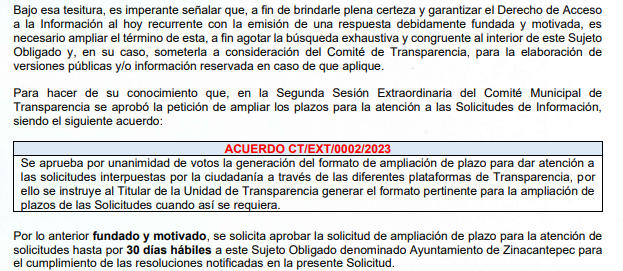 Bajo esa tesitura, es imperante señalar que, a fin de brindarle plena certeza y garantizar el Derecho de Acceso
a la Información al hoy recurrente con la emisión de una respuesta debidamente fundada y motivada, es
necesario ampliar el término de esta, a fin agotar la búsqueda exhaustiva y congruente al interior de este Sujeto
Obligado y, en su caso, someterla a consideración del Comité de Transparencia, para la elaboración de
versiones públicas y/o información reservada en caso de que aplique.
Para hacer de su conocimiento que, en la Segunda Sesión Extraordinaria del Comité Municipal de
Transparencia se aprobó la petición de ampliar los plazos para la atención a las Solicitudes de Información,
siendo el siguiente acuerdo:
ACUERDO CT/EXT/0002/2023
Se aprueba por unanimidad de votos la generación del formato de ampliación de plazo para dar atención a
las solicitudes interpuestas por la ciudadanía a través de las diferentes plataformas de Transparencia, por
ello se instruye al Titular de la Unidad de Transparencia generar el formato pertinente para la ampliación de
plazos de las Solicitudes cuando así se requiera.
Por lo anterior fundado y motivado, se solicita aprobar la solicitud de ampliación de plazo para la atención de
solicitudes hasta por 30 días hábiles a este Sujeto Obligado denominado Ayuntamiento de Zinacantepec para
el cumplimiento de las resoluciones notificadas en la presente Solicitud.